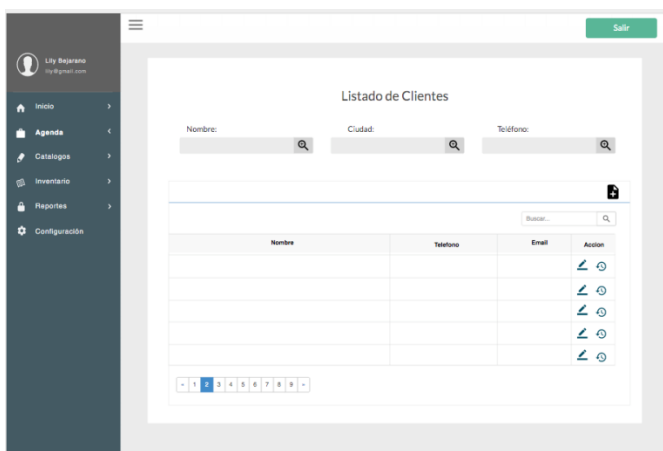 Salir
Lily Bejarano
lily@gmail.com
Inicio
Agenda
Catalogos
Inventario
Reportes
Configuración
Listado de Clientes
Nombre: Ciudad: Teléfono:
Buscar...
Nombre Telefono Email Accion
« 1 2 3 4 5 6 7 8 9 »